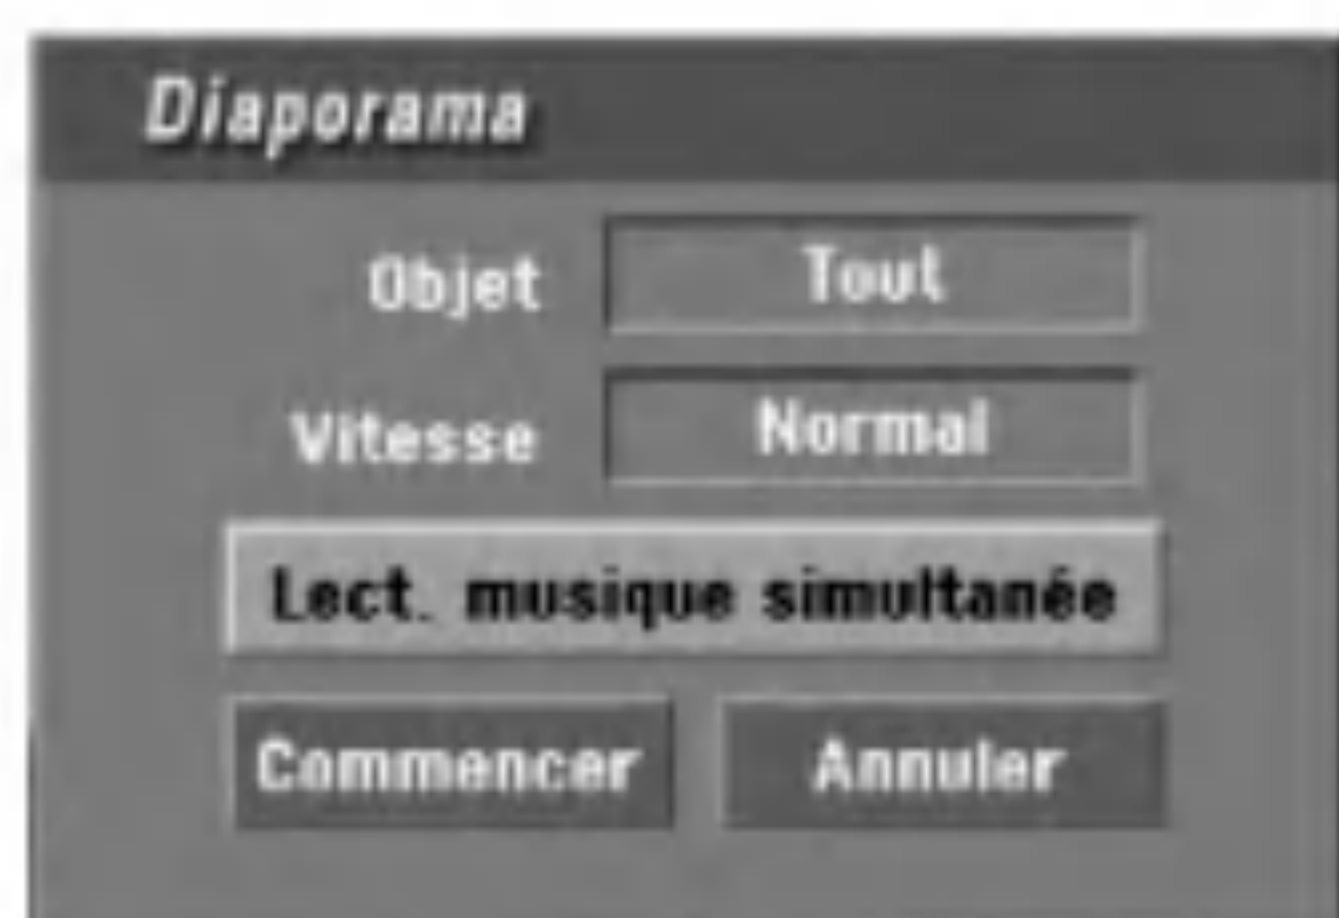 Diaporama
Objet Tout
Vitesse Normal
Lect. musique simultanée
Commencer Annuler